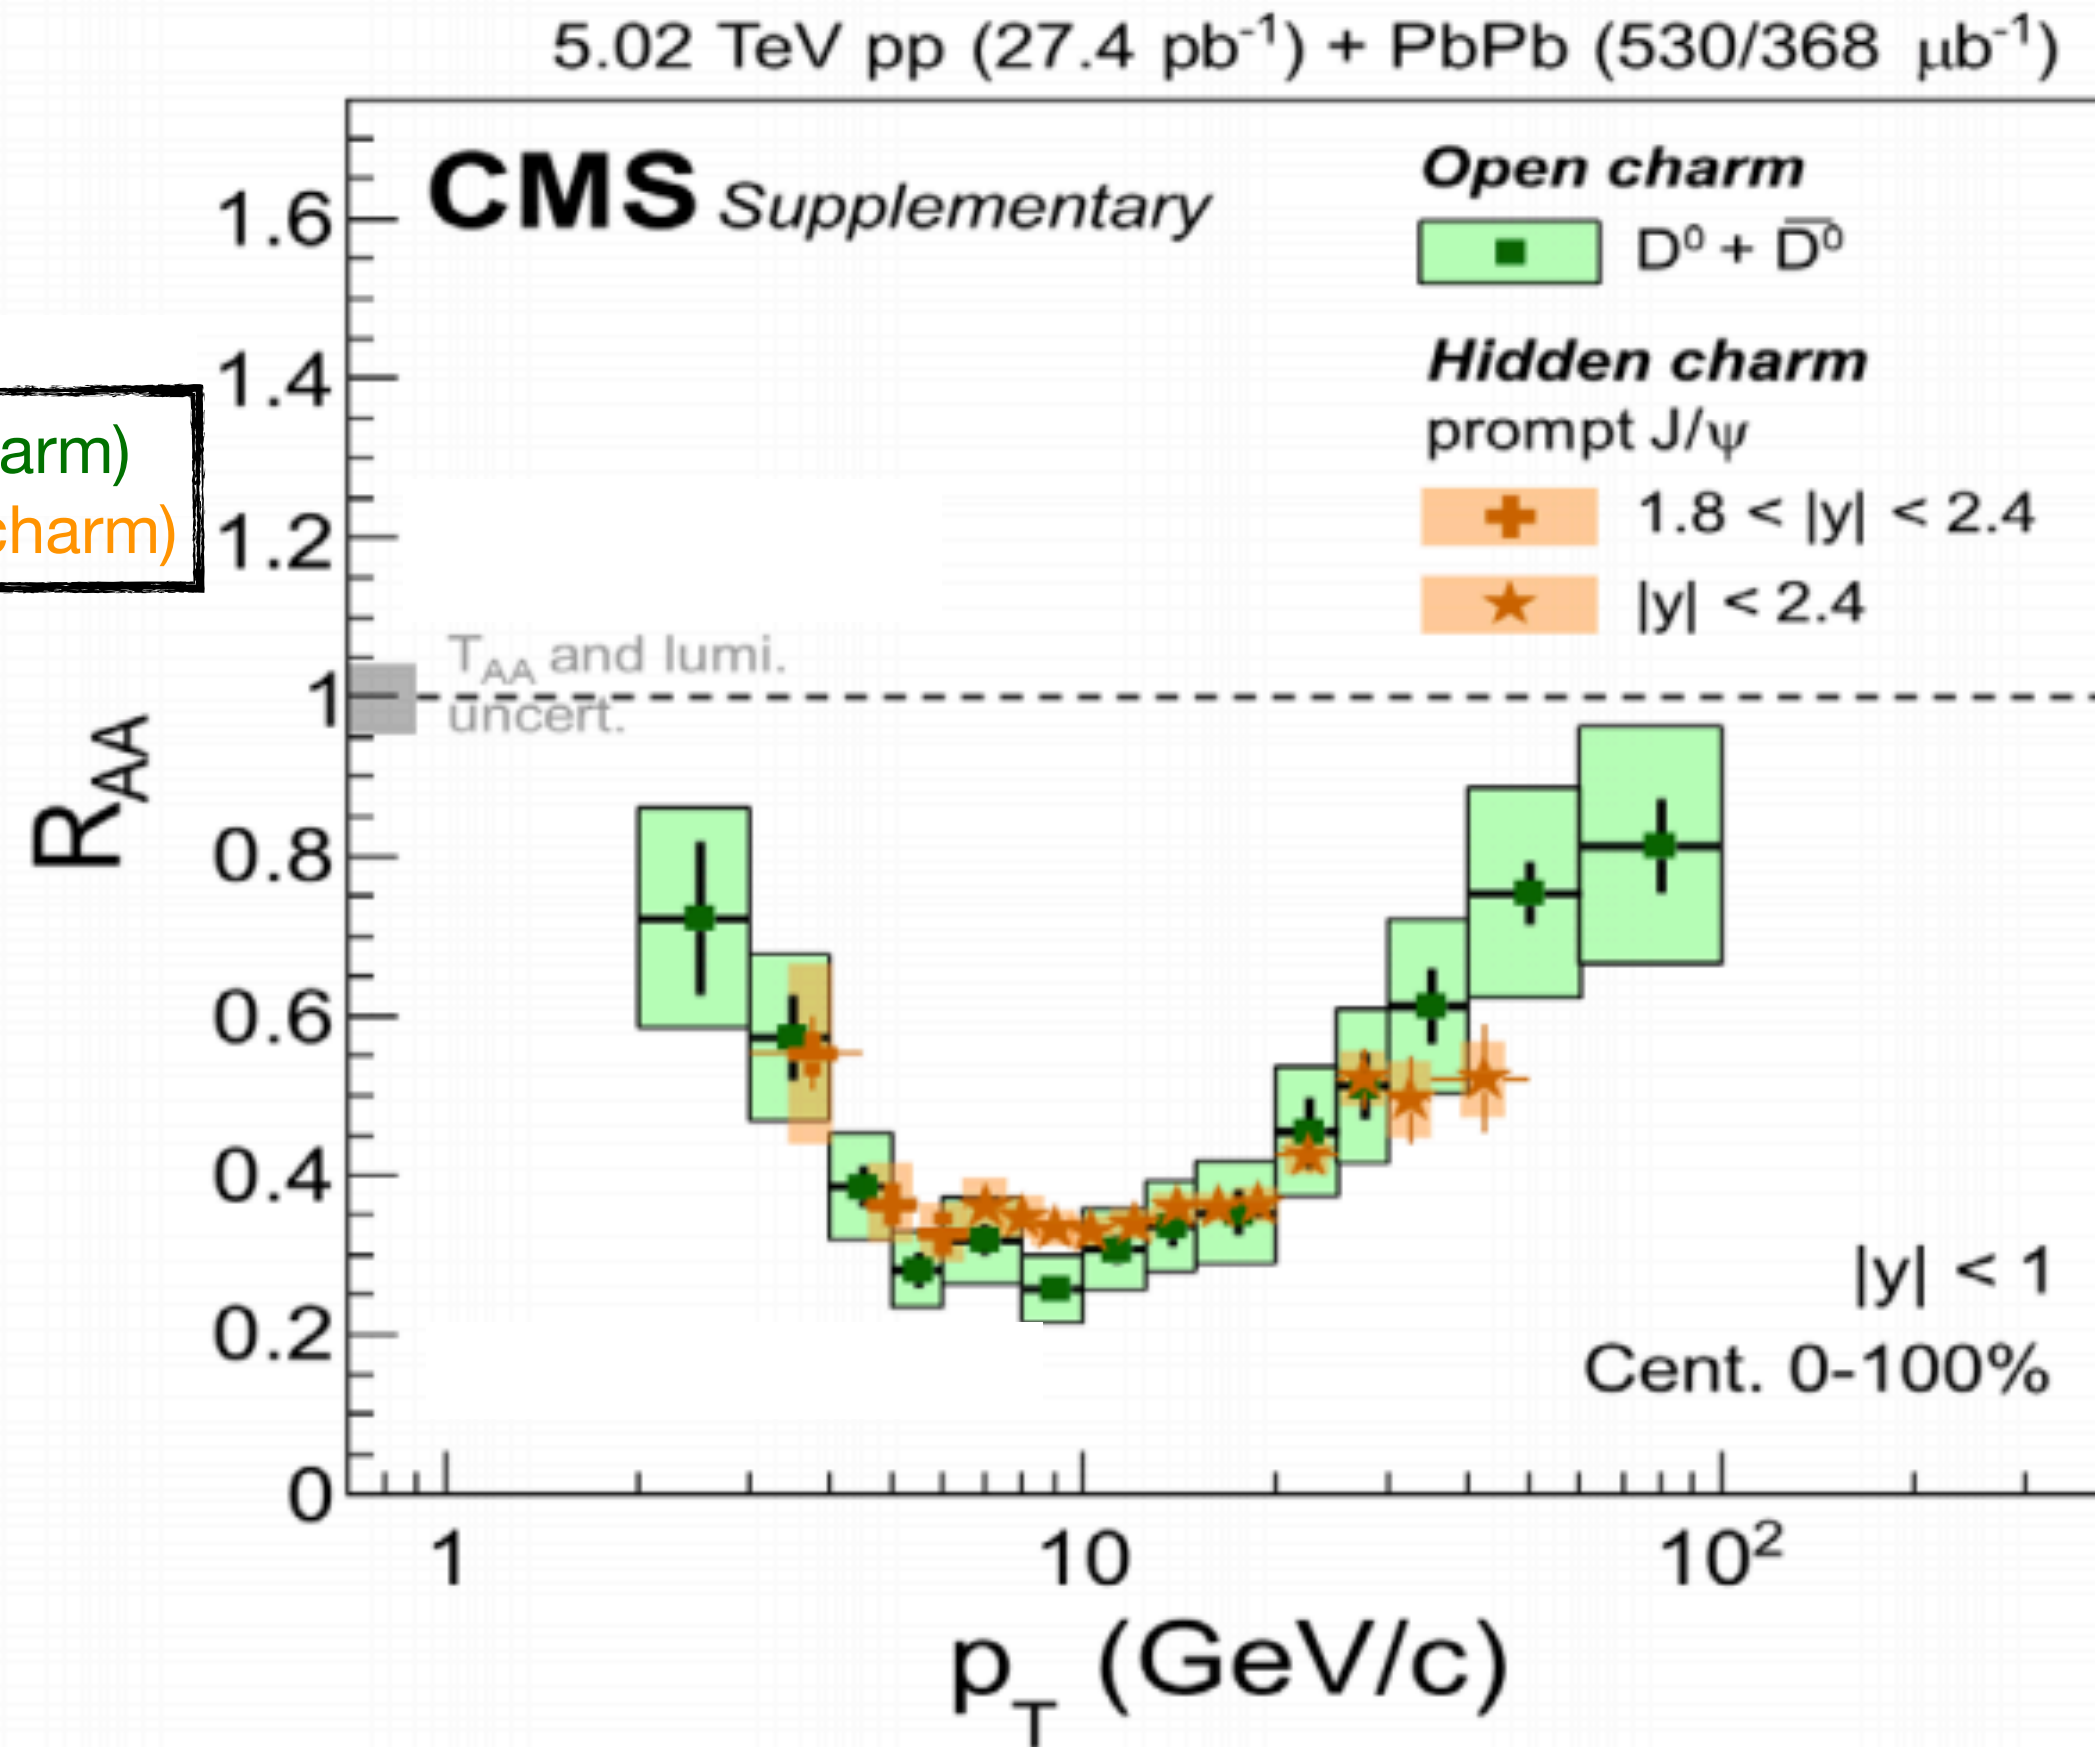 5.02 TeV pp (27.4 pb⁻¹) + PbPb (530/368 μb⁻¹)
CMS Supplementary
Open charm
D⁰ + D̅⁰
Hidden charm
prompt J/ψ
1.8 < |y| < 2.4
|y| < 2.4
arm)
charm)
T_AA and lumi.
uncert.
R_AA
1.6
1.4
1.2
1
0.8
0.6
0.4
0.2
0
|y| < 1
Cent. 0-100%
1 10 10²
p_T (GeV/c)